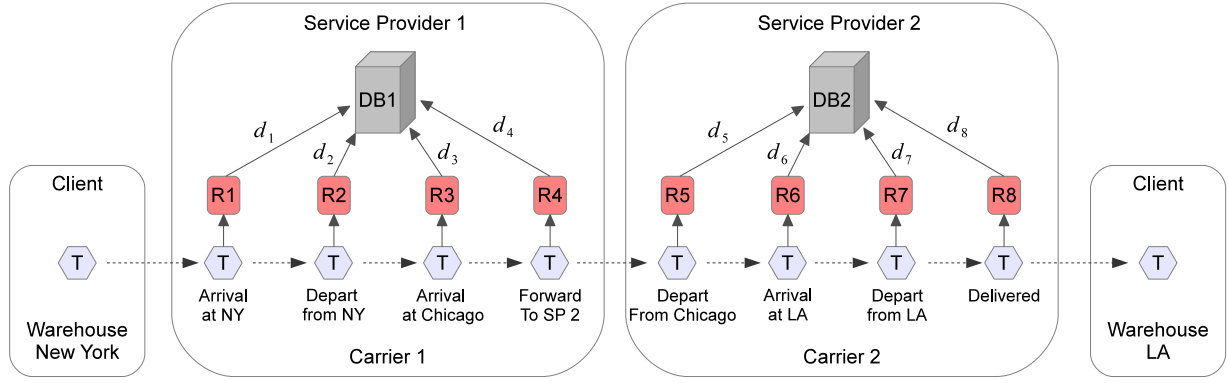 Service Provider 1
Service Provider 2
DB1
DB2
d1
d2
d3
d4
d5
d6
d7
d8
Client
R1
R2
R3
R4
R5
R6
R7
R8
Client
T
T
T
T
T
T
T
T
T
T
Arrival
at NY
Depart
from NY
Arrival
at Chicago
Forward
To SP 2
Depart
From Chicago
Arrival
at LA
Depart
from LA
Delivered
Warehouse
New York
Carrier 1
Carrier 2
Warehouse
LA